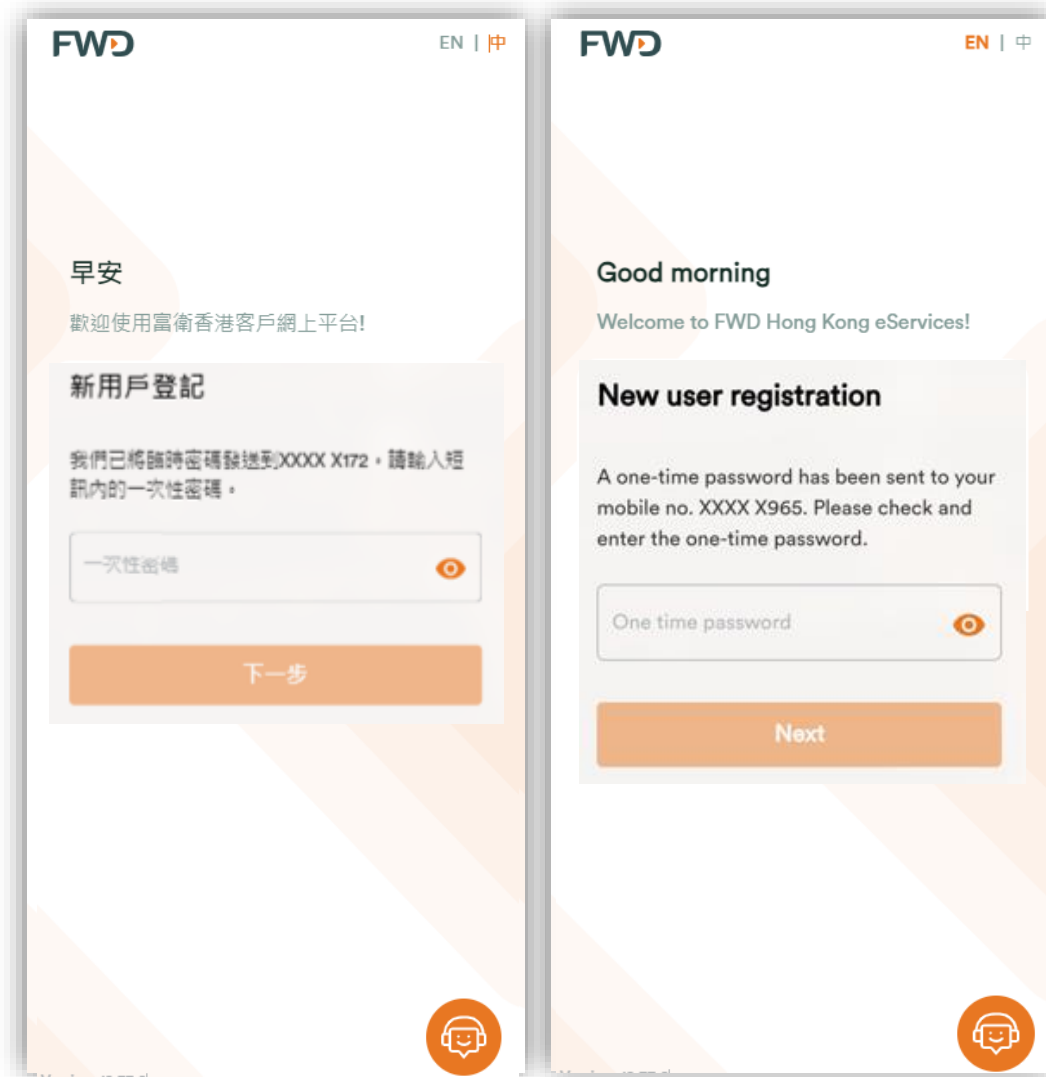 FWD
EN | 中
早安
歡迎使用富衛香港客戶網上平台!
新用戶登記
我們已將臨時密碼發送到XXXX X172。請輸入短
訊內的一次性密碼。
一次性密碼
下一步
FWD
EN | 中
Good morning
Welcome to FWD Hong Kong eServices!
New user registration
A one-time password has been sent to your
mobile no. XXXX X965. Please check and
enter the one-time password.
One time password
Next